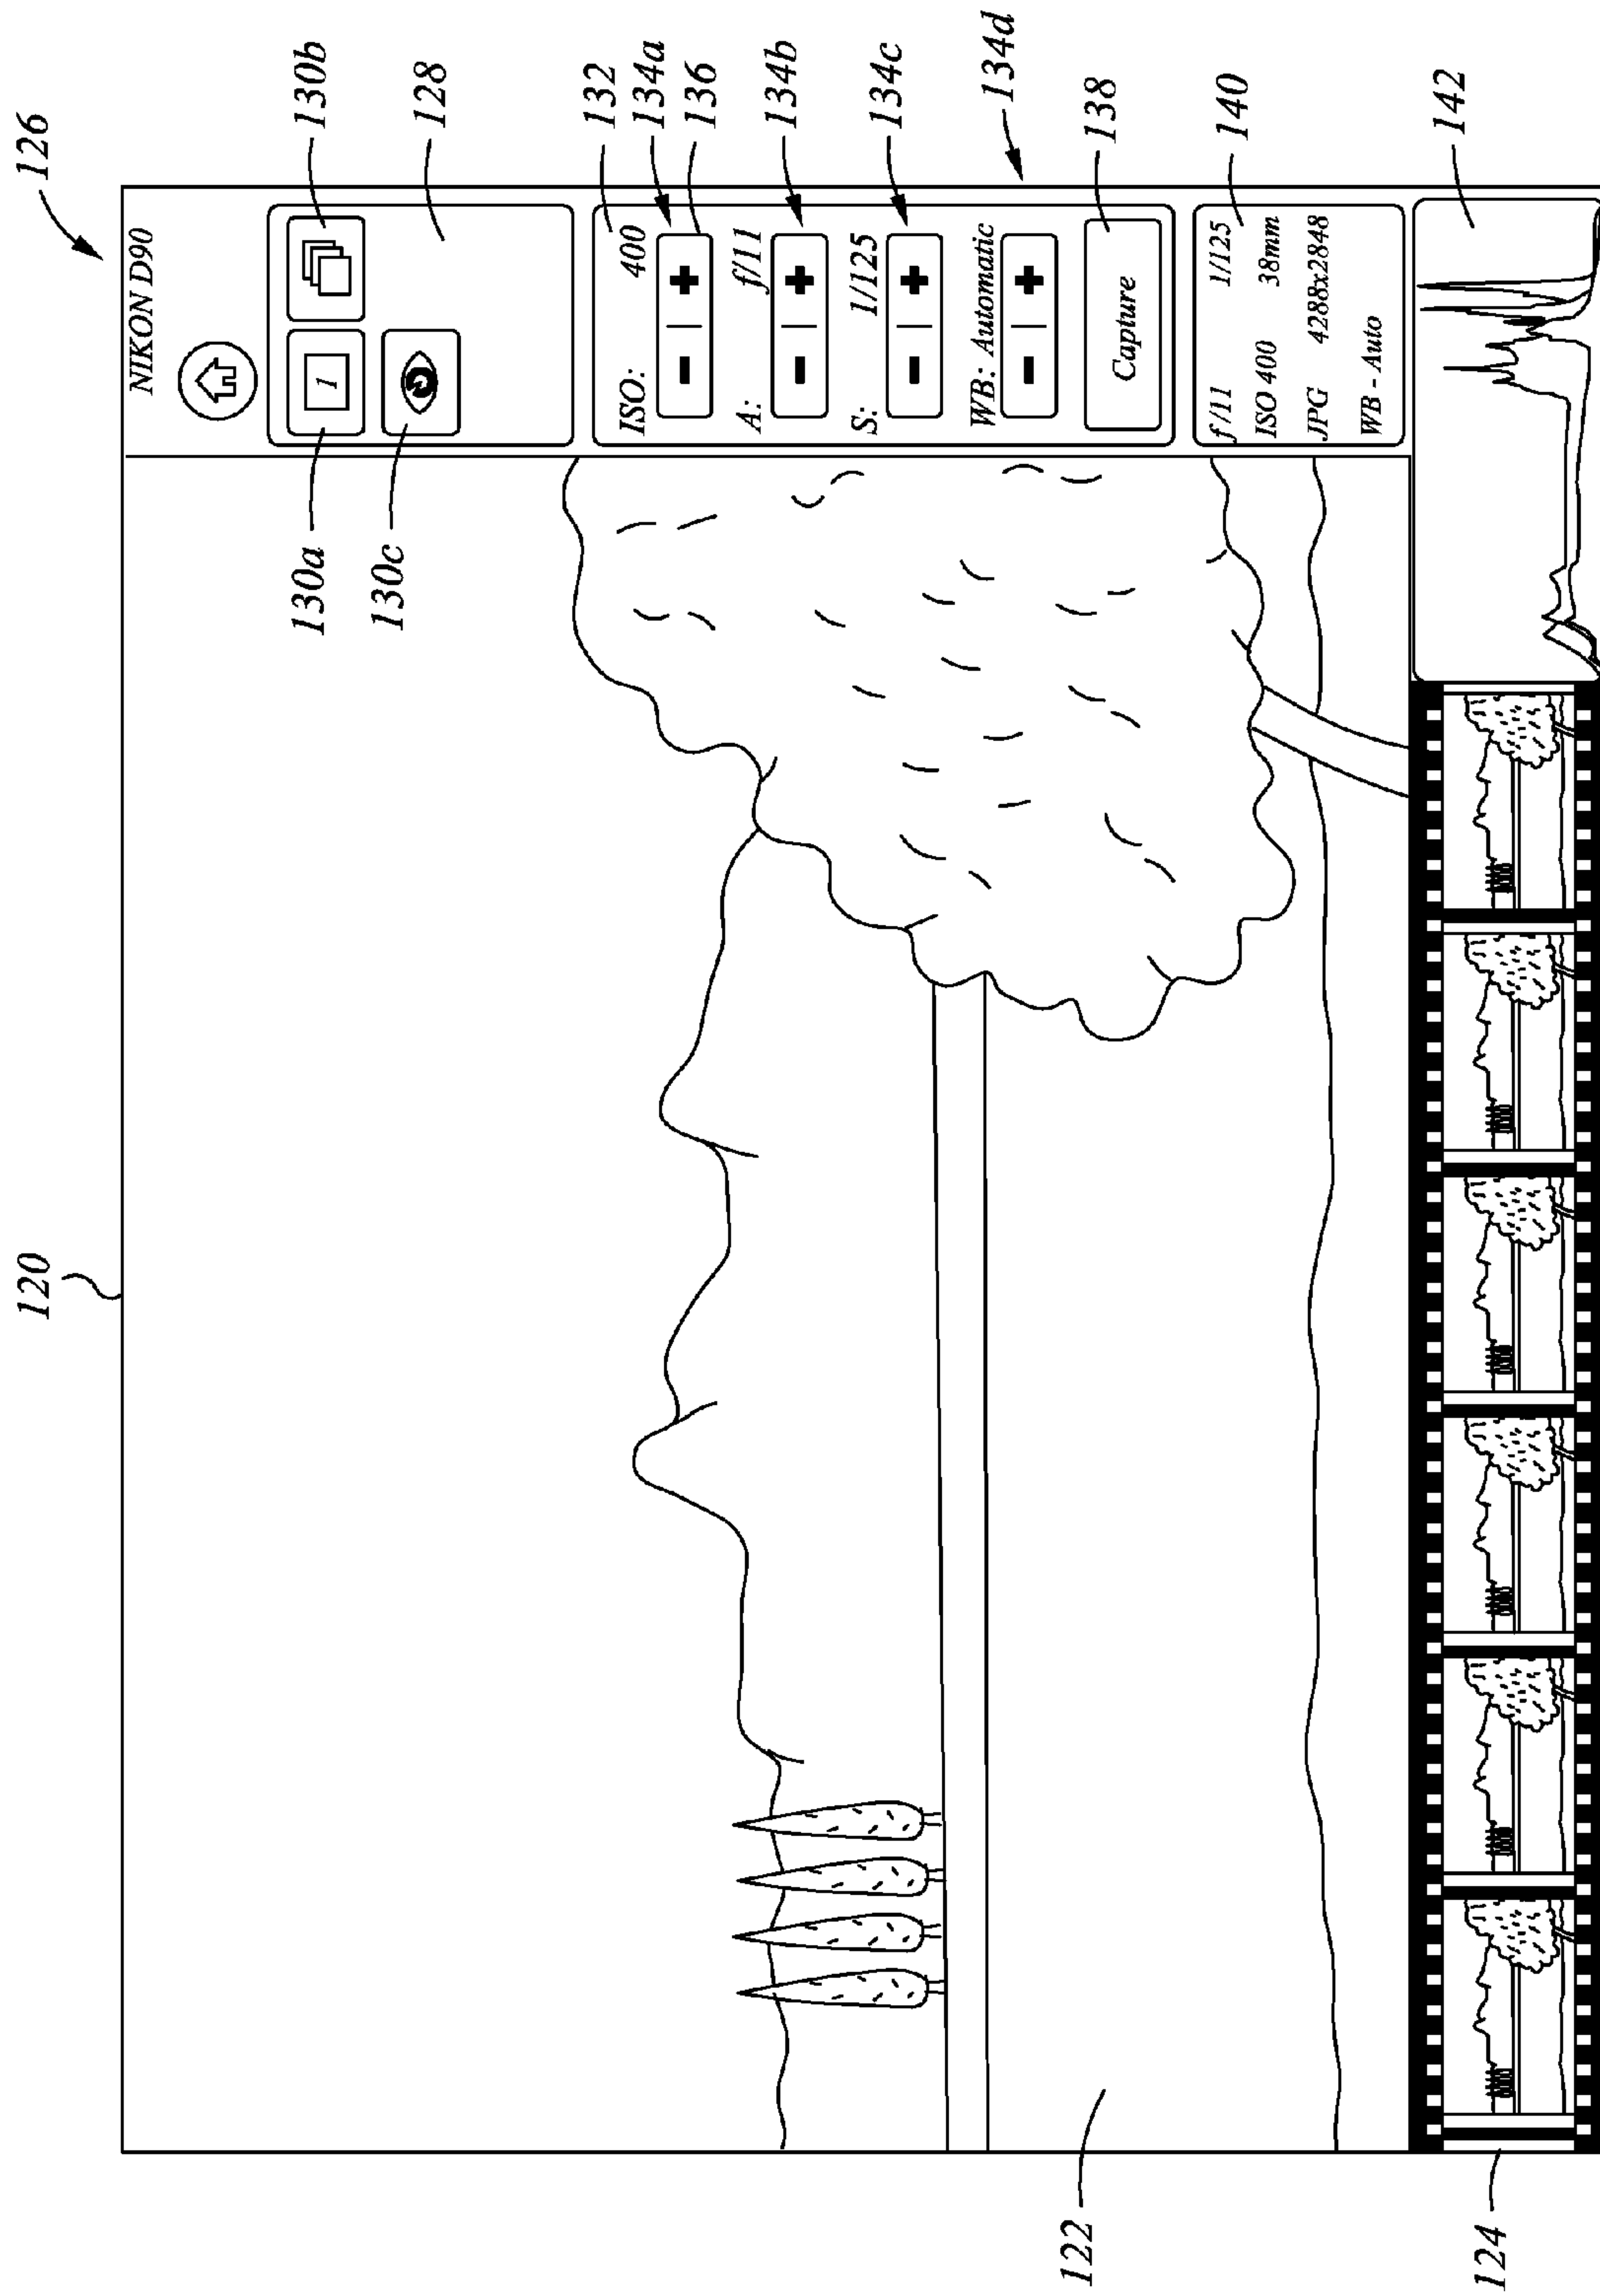 126
120
NIKON D90
130b
1
130a
130c
128
132
ISO: 400
134a
136
A: f/11
134b
S: 1/125
134c
WB: Automatic
134d
Capture
138
f/11 1/125
140
ISO 400 38mm
JPG 4288x2848
WB - Auto
142
122
124